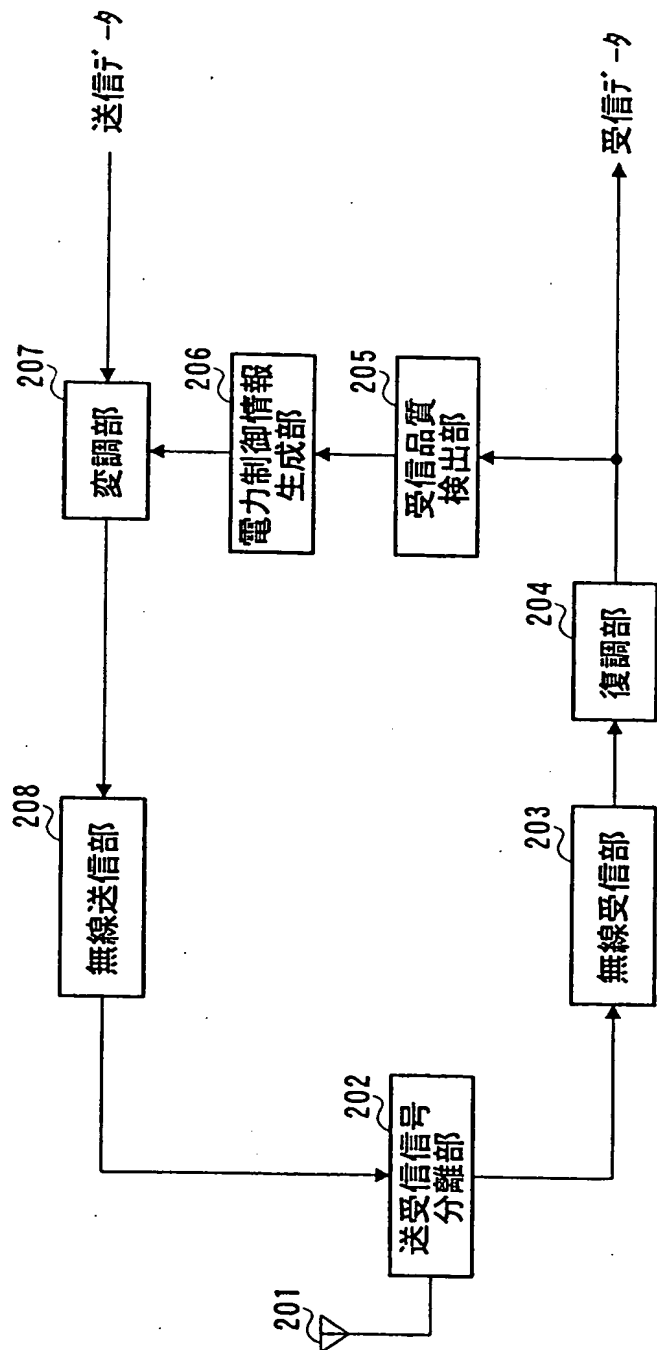 送信データ
207
変調部
208
無線送信部
206
電力制御情報
生成部
205
受信品質
検出部
202
送受信信号
分離部
201
203
無線受信部
204
復調部
受信データ